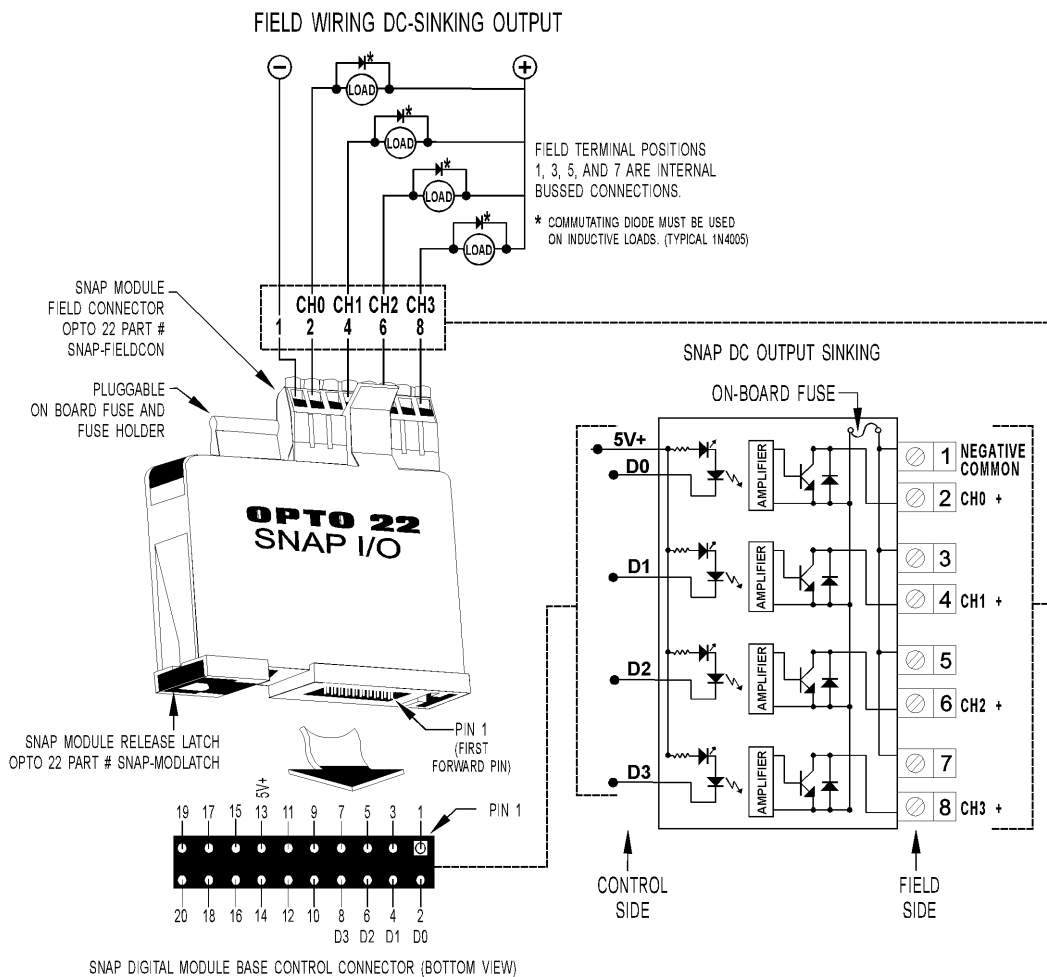 FIELD WIRING DC-SINKING OUTPUT
− +
*
LOAD
*
LOAD
*
LOAD
*
LOAD
FIELD TERMINAL POSITIONS
1, 3, 5, AND 7 ARE INTERNAL
BUSSED CONNECTIONS.
* COMMUTATING DIODE MUST BE USED
ON INDUCTIVE LOADS. (TYPICAL 1N4005)
CH0 CH1 CH2 CH3
1 2 4 6 8
SNAP MODULE
FIELD CONNECTOR
OPTO 22 PART #
SNAP-FIELDCON
PLUGGABLE
ON BOARD FUSE AND
FUSE HOLDER
OPTO 22
SNAP I/O
SNAP MODULE RELEASE LATCH
OPTO 22 PART # SNAP-MODLATCH
PIN 1
(FIRST
FORWARD PIN)
5V+
19 17 15 13 11 9 7 5 3 1
PIN 1
20 18 16 14 12 10 8 6 4 2
D3 D2 D1 D0
SNAP DIGITAL MODULE BASE CONTROL CONNECTOR (BOTTOM VIEW)
SNAP DC OUTPUT SINKING
ON-BOARD FUSE
5V+
D0
AMPLIFIER
1 NEGATIVE
COMMON
2 CH0 +
D1
AMPLIFIER
3
4 CH1 +
D2
AMPLIFIER
5
6 CH2 +
D3
AMPLIFIER
7
8 CH3 +
CONTROL
SIDE
FIELD
SIDE